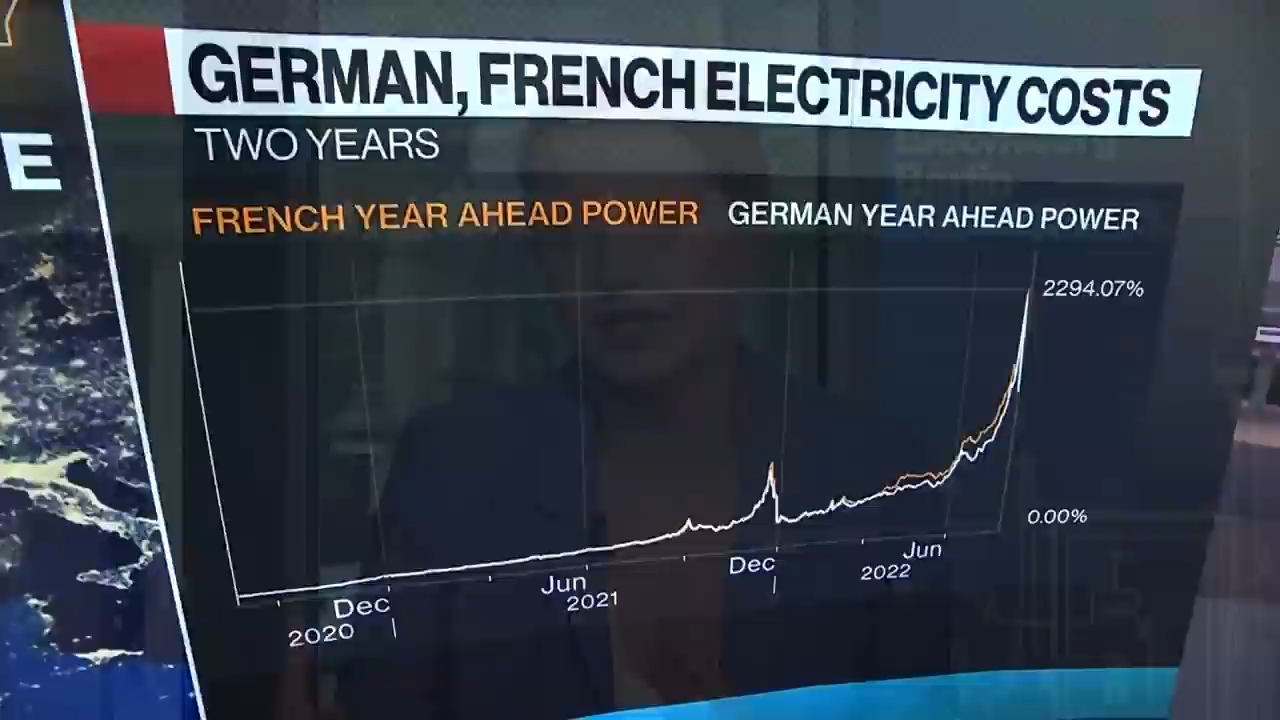 E
GERMAN, FRENCH ELECTRICITY COSTS
TWO YEARS
FRENCH YEAR AHEAD POWER GERMAN YEAR AHEAD POWER
2294.07%
0.00%
Dec Jun Dec Jun
2020 2021 2022